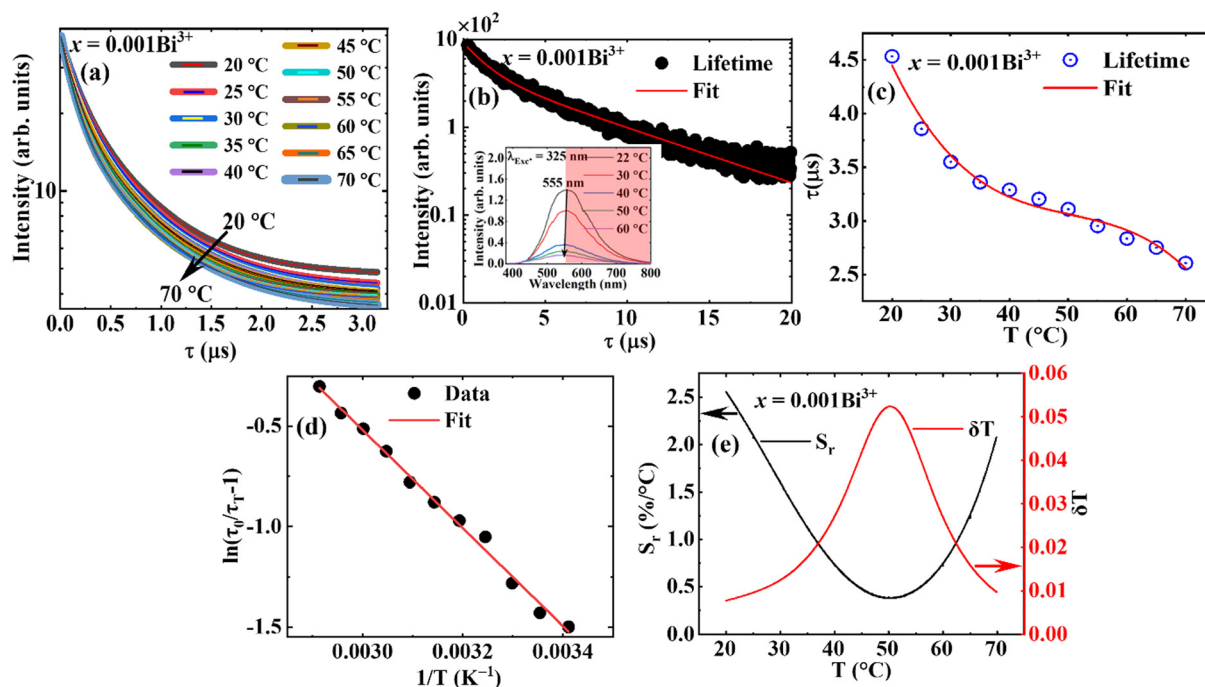 x = 0.001Bi³⁺
(a)
20 °C
25 °C
30 °C
35 °C
40 °C
45 °C
50 °C
55 °C
60 °C
65 °C
70 °C
20 °C
70 °C
Intensity (arb. units)
10
0.0 0.5 1.0 1.5 2.0 2.5 3.0
τ (μs)
×10²
x = 0.001Bi³⁺
(b)
Lifetime
Fit
Intensity (arb. units)
10
1
0.1
0.01
0 5 10 15 20
τ (μs)
λ"Exc" = 325 nm
555 nm
22 °C
30 °C
40 °C
50 °C
60 °C
Intensity (arb. units)
2.0
1.6
1.2
0.8
0.4
0.0
400 500 600 700 800
Wavelength (nm)
x = 0.001Bi³⁺
(c)
Lifetime
Fit
τ(μs)
4.5
4.0
3.5
3.0
2.5
20 30 40 50 60 70
T (°C)
(d)
Data
Fit
ln(τ₀/τT-1)
-0.5
-1.0
-1.5
0.0030 0.0032 0.0034
1/T (K⁻¹)
x = 0.001Bi³⁺
(e)
Sr
δT
Sr (%/°C)
2.5
2.0
1.5
1.0
0.5
0.0
20 30 40 50 60 70
T (°C)
0.06
0.05
0.04
0.03
0.02
0.01
0.00
δT